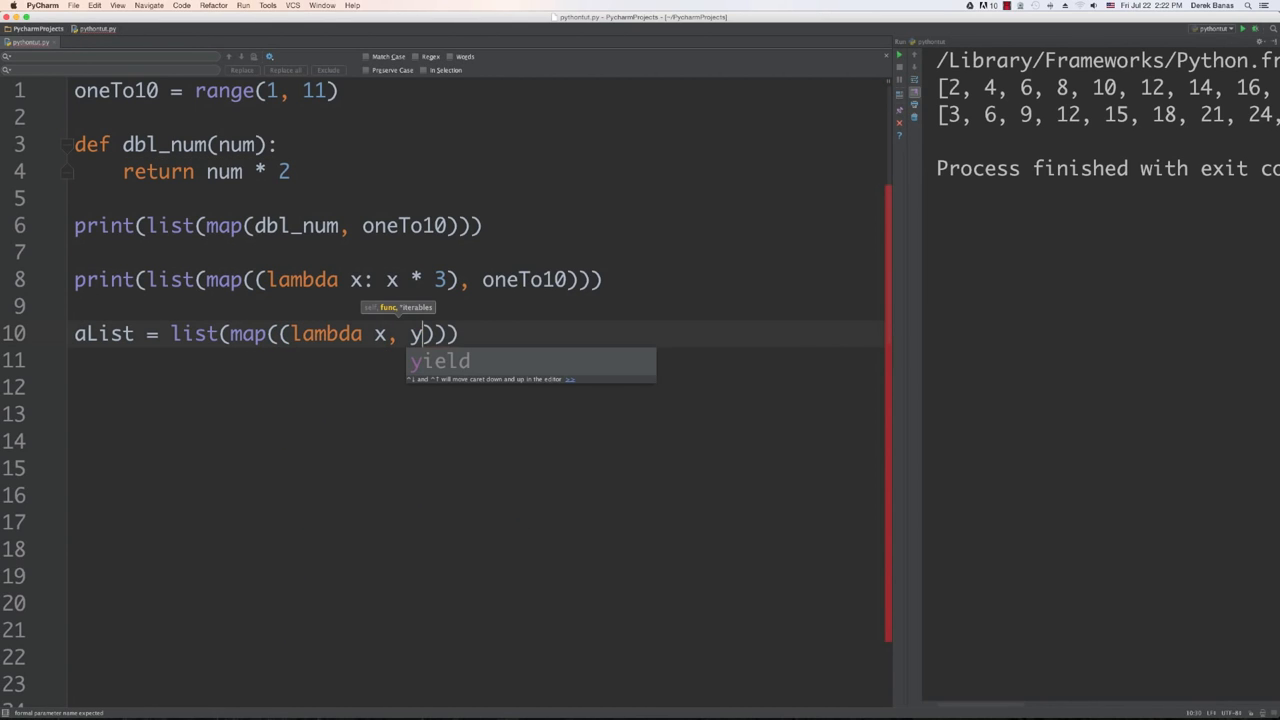 PyCharm File Edit View Navigate Code Refactor Run Tools VCS Window Help 10 100% Fri Jul 22 2:22 PM Derek Banas
pythontut.py - PycharmProjects - [~/PycharmProjects]
PycharmProjects pythontut.py pythontut
pythontut.py Run pythontut
Match Case Regex Words
Replace Replace all Exclude Preserve Case In Selection
1 oneTo10 = range(1, 11)
2
3 def dbl_num(num):
4 return num * 2
5
6 print(list(map(dbl_num, oneTo10)))
7
8 print(list(map((lambda x: x * 3), oneTo10)))
9
self, func, *iterables
10 aList = list(map((lambda x, y)))
yield
^↓ and ^↑ will move caret down and up in the editor >>
11
12
13
14
15
16
17
18
19
20
21
22
23
24
/Library/Frameworks/Python.fr
[2, 4, 6, 8, 10, 12, 14, 16,
[3, 6, 9, 12, 15, 18, 21, 24,
Process finished with exit co
formal parameter name expected
10:30 LF UTF-8